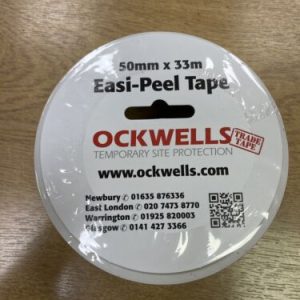 50mm x 33m
Easi-Peel Tape
OCKWELLS
TRADE
TAPE
TEMPORARY SITE PROTECTION
www.ockwells.com
Newbury 01635 876336
East London 020 7473 8770
Warrington 01925 820003
Glasgow 0141 427 3366